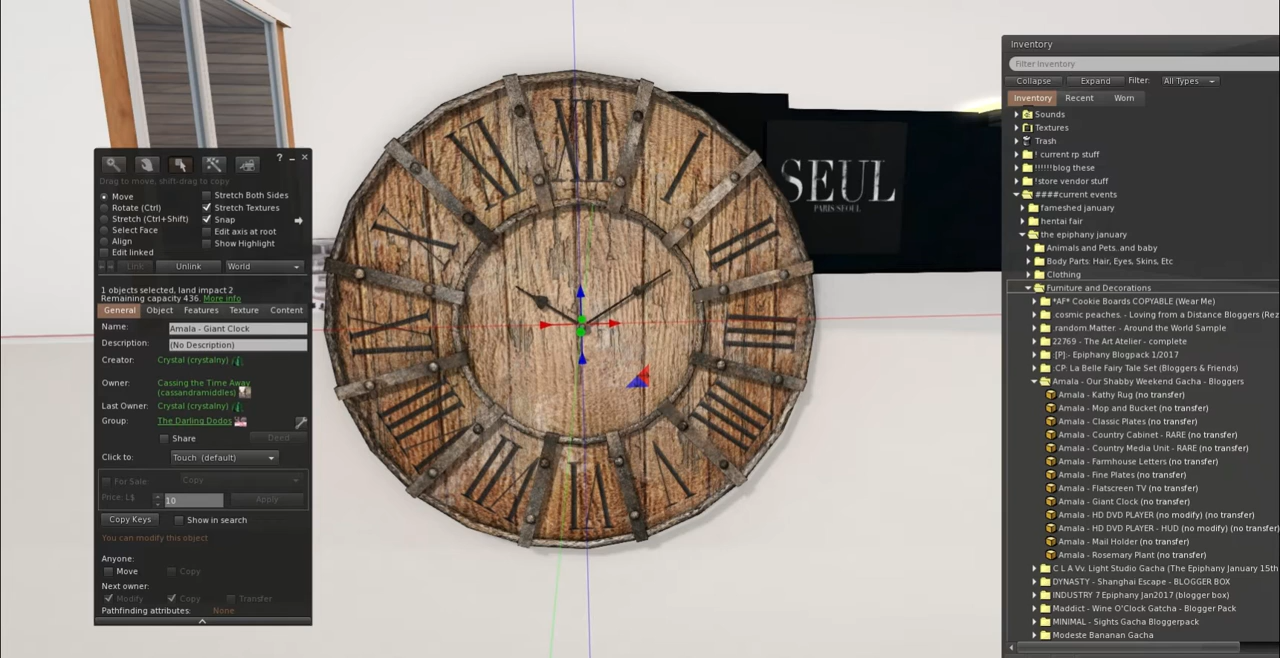 Drag to move, shift-drag to copy
Move
Rotate (Ctrl)
Stretch (Ctrl+Shift)
Select Face
Align
Edit linked
Stretch Both Sides
Stretch Textures
Snap
Edit axis at root
Show Highlight
Link
Unlink
World
1 objects selected, land impact 2
Remaining capacity 436. More info
General Object Features Texture Content
Name: Amala - Giant Clock
Description: (No Description)
Creator: Crystal (crystalny)
Owner: Cassing the Time Away
(cassandramiddles)
Last Owner: Crystal (crystalny)
Group: The Darling Dodos
Share
Deed
Click to: Touch (default)
For Sale: Copy
Price: L$ 10 Apply
Copy Keys Show in search
You can modify this object
Anyone:
Move Copy
Next owner:
Modify Copy Transfer
Pathfinding attributes: None
XII
I
II
III
IIII
V
VI
VII
VIII
IX
X
XI
SEUL
PARIS SEOUL
Inventory
Filter Inventory
Collapse Expand Filter: All Types
Inventory Recent Worn
Sounds
Textures
Trash
! current rp stuff
!!!!!!blog these
!store vendor stuff
####current events
fameshed january
hentai fair
the epiphany january
Animals and Pets. and baby
Body Parts: Hair, Eyes, Skins, Etc
Clothing
Furniture and Decorations
*AF* Cookie Boards COPYABLE (Wear Me)
.cosmic peaches. - Loving from a Distance Bloggers (Rez
.random.Matter. - Around the World Sample
22769 - The Art Atelier - complete
:[P]:- Epiphany Blogpack 1/2017
:CP: La Belle Fairy Tale Set (Bloggers & Friends)
Amala - Our Shabby Weekend Gacha - Bloggers
Amala - Kathy Rug (no transfer)
Amala - Mop and Bucket (no transfer)
Amala - Classic Plates (no transfer)
Amala - Country Cabinet - RARE (no transfer)
Amala - Country Media Unit - RARE (no transfer)
Amala - Farmhouse Letters (no transfer)
Amala - Fine Plates (no transfer)
Amala - Flatscreen TV (no transfer)
Amala - Giant Clock (no transfer)
Amala - HD DVD PLAYER (no modify) (no transfer)
Amala - HD DVD PLAYER - HUD (no modify) (no transfer
Amala - Mail Holder (no transfer)
Amala - Rosemary Plant (no transfer)
C L A Vv. Light Studio Gacha (The Epiphany January 15th
DYNASTY - Shanghai Escape - BLOGGER BOX
INDUSTRY 7 Epiphany Jan2017 (blogger box)
Maddict - Wine O'Clock Gatcha - Blogger Pack
MINIMAL - Sights Gacha Bloggerpack
Modeste Bananan Gacha